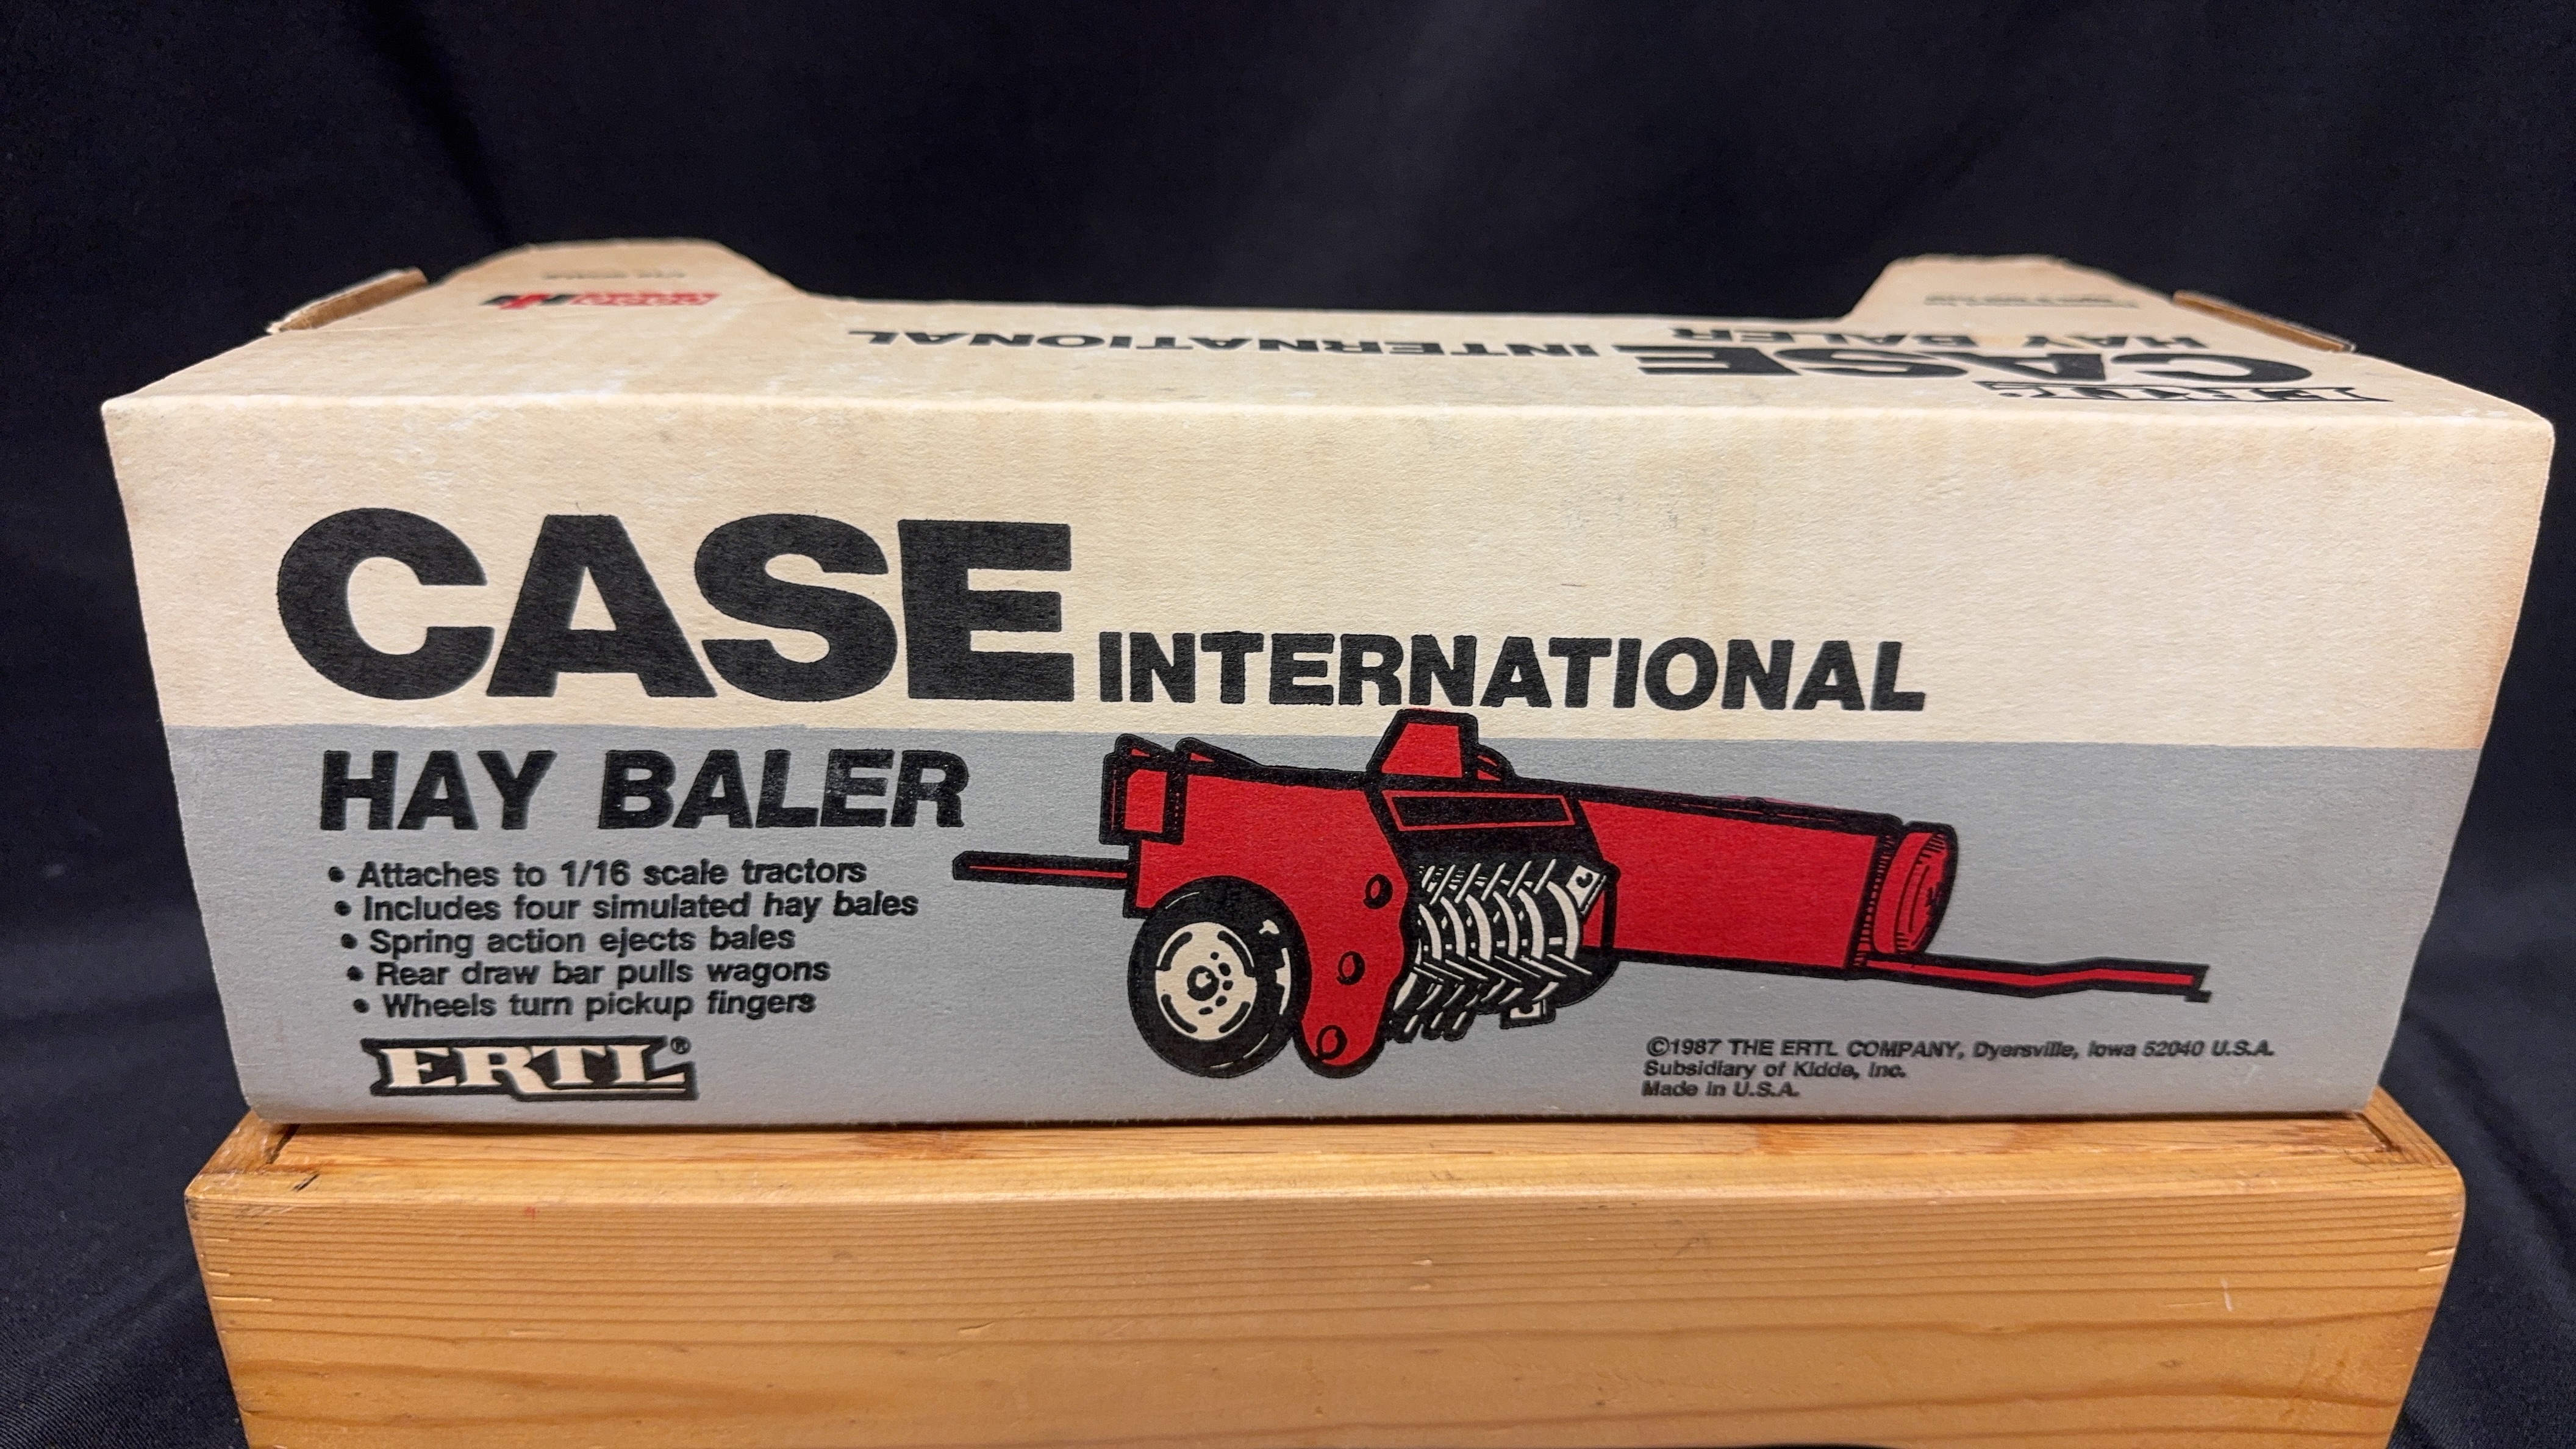 CASE INTERNATIONAL
HAY BALER
• Attaches to 1/16 scale tractors
• Includes four simulated hay bales
• Spring action ejects bales
• Rear draw bar pulls wagons
• Wheels turn pickup fingers
ERTL®
©1987 THE ERTL COMPANY, Dyersville, Iowa 52040 U.S.A.
Subsidiary of Kidde, Inc.
Made in U.S.A.
ERTL
CASE INTERNATIONAL
HAY BALER